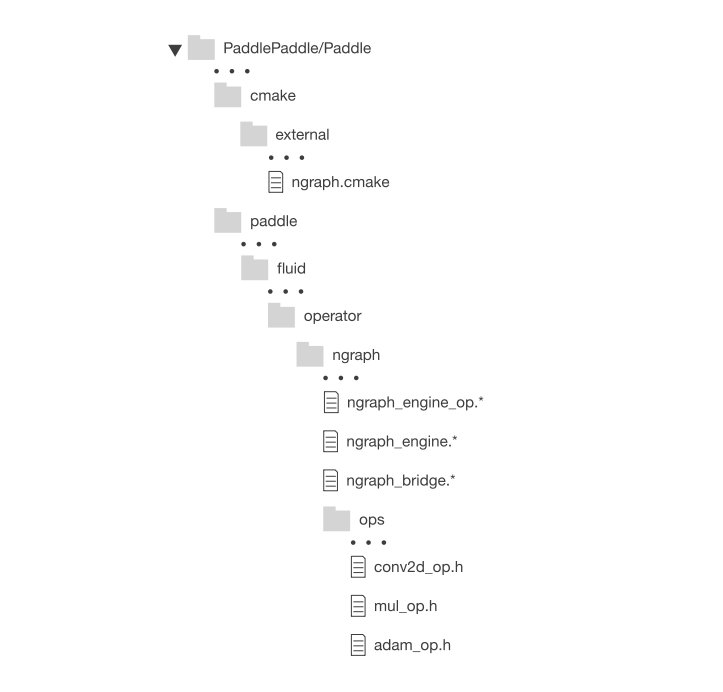 PaddlePaddle/Paddle
• • •
cmake
external
• • •
ngraph.cmake
paddle
• • •
fluid
• • •
operator
ngraph
• • •
ngraph_engine_op.*
ngraph_engine.*
ngraph_bridge.*
ops
• • •
conv2d_op.h
mul_op.h
adam_op.h